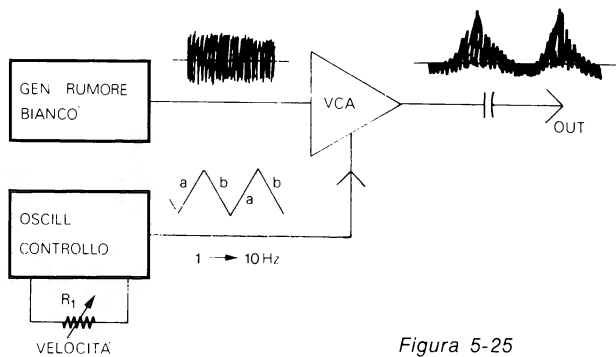 GEN RUMORE
BIANCO
VCA
OUT
a b a b
OSCILL
CONTROLLO
1 → 10 Hz
R1
VELOCITÀ
Figura 5-25